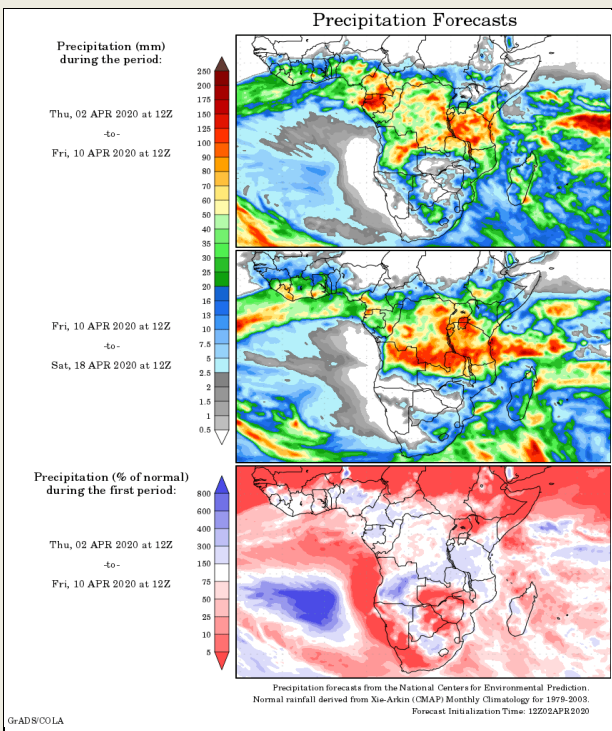 Precipitation Forecasts
Precipitation (mm)
during the period:
Thu, 02 APR 2020 at 12Z
-to-
Fri, 10 APR 2020 at 12Z
250
200
175
150
125
100
90
80
70
60
50
40
35
30
25
20
16
13
10
7.5
5
2.5
2
1.5
1
0.5
Fri, 10 APR 2020 at 12Z
-to-
Sat, 18 APR 2020 at 12Z
Precipitation (% of normal)
during the first period:
Thu, 02 APR 2020 at 12Z
-to-
Fri, 10 APR 2020 at 12Z
800
600
400
300
150
75
50
25
10
5
Precipitation forecasts from the National Centers for Environmental Prediction.
Normal rainfall derived from Xie-Arkin (CMAP) Monthly Climatology for 1979-2003.
Forecast Initialization Time: 12Z02APR2020
GrADS/COLA